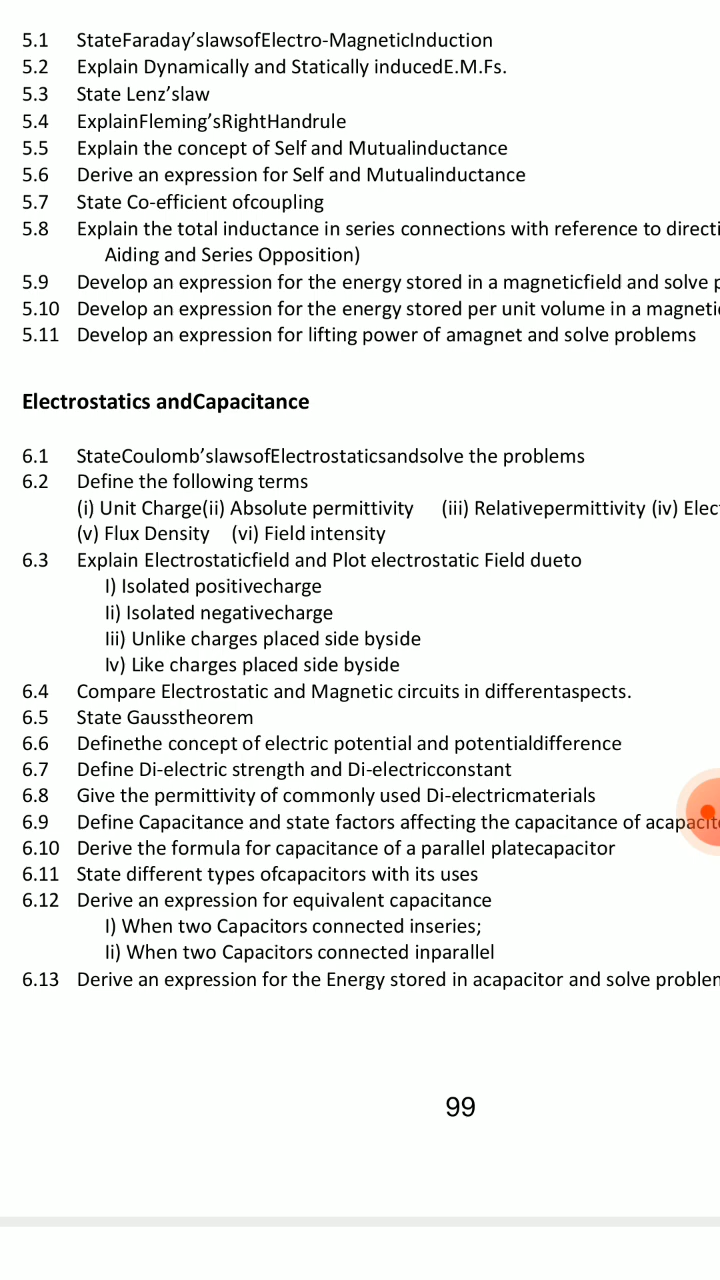 5.1 StateFaraday’slawsofElectro-MagneticInduction
5.2 Explain Dynamically and Statically inducedE.M.Fs.
5.3 State Lenz’slaw
5.4 ExplainFleming’sRightHandrule
5.5 Explain the concept of Self and Mutualinductance
5.6 Derive an expression for Self and Mutualinductance
5.7 State Co-efficient ofcoupling
5.8 Explain the total inductance in series connections with reference to directi
Aiding and Series Opposition)
5.9 Develop an expression for the energy stored in a magneticfield and solve p
5.10 Develop an expression for the energy stored per unit volume in a magnetic
5.11 Develop an expression for lifting power of amagnet and solve problems
Electrostatics andCapacitance
6.1 StateCoulomb’slawsofElectrostaticsandsolve the problems
6.2 Define the following terms
(i) Unit Charge(ii) Absolute permittivity (iii) Relativepermittivity (iv) Elec
(v) Flux Density (vi) Field intensity
6.3 Explain Electrostaticfield and Plot electrostatic Field dueto
I) Isolated positivecharge
Ii) Isolated negativecharge
Iii) Unlike charges placed side byside
Iv) Like charges placed side byside
6.4 Compare Electrostatic and Magnetic circuits in differentaspects.
6.5 State Gausstheorem
6.6 Definethe concept of electric potential and potentialdifference
6.7 Define Di-electric strength and Di-electricconstant
6.8 Give the permittivity of commonly used Di-electricmaterials
6.9 Define Capacitance and state factors affecting the capacitance of acapacit
6.10 Derive the formula for capacitance of a parallel platecapacitor
6.11 State different types ofcapacitors with its uses
6.12 Derive an expression for equivalent capacitance
I) When two Capacitors connected inseries;
Ii) When two Capacitors connected inparallel
6.13 Derive an expression for the Energy stored in acapacitor and solve problem
99